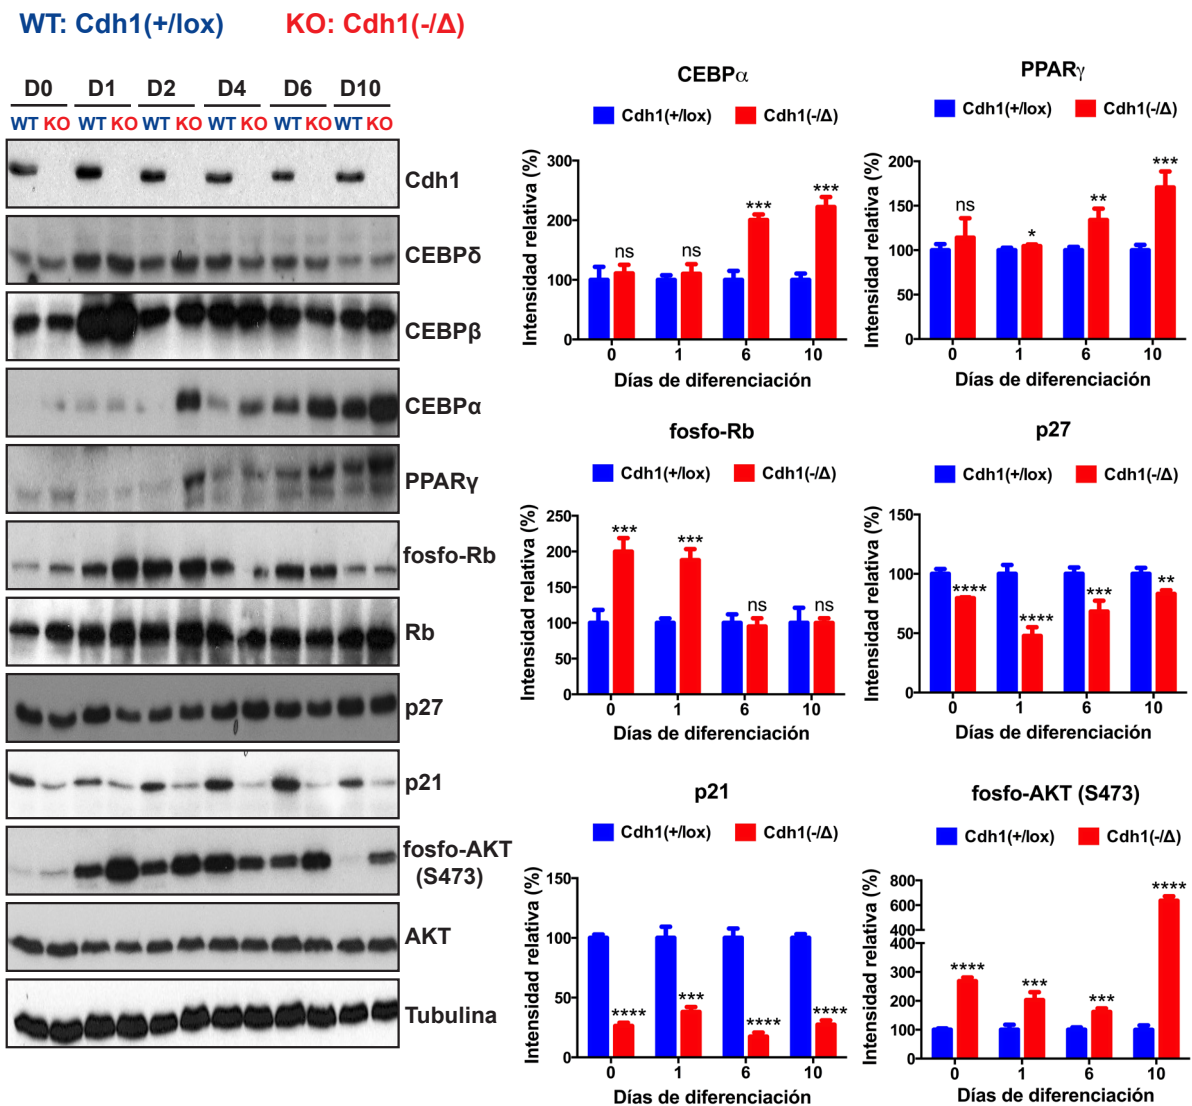 WT: Cdh1(+/lox) KO: Cdh1(-/Δ)
D0 D1 D2 D4 D6 D10
WT KO WT KO WT KO WT KO WT KO WT KO
Cdh1
CEBPδ
CEBPβ
CEBPα
PPARγ
fosfo-Rb
Rb
p27
p21
fosfo-AKT
(S473)
AKT
Tubulina
CEBPα
Cdh1(+/lox) Cdh1(-/Δ)
Intensidad relativa (%)
300
200
100
0
ns ns *** ***
0 1 6 10
Días de diferenciación
PPARγ
Cdh1(+/lox) Cdh1(-/Δ)
Intensidad relativa (%)
200
150
100
50
0
ns * ** ***
0 1 6 10
Días de diferenciación
fosfo-Rb
Cdh1(+/lox) Cdh1(-/Δ)
Intensidad relativa (%)
250
200
150
100
50
0
*** *** ns ns
0 1 6 10
Días de diferenciación
p27
Cdh1(+/lox) Cdh1(-/Δ)
Intensidad relativa (%)
150
100
50
0
**** **** *** **
0 1 6 10
Días de diferenciación
p21
Cdh1(+/lox) Cdh1(-/Δ)
Intensidad relativa (%)
150
100
50
0
**** *** **** ****
0 1 6 10
Días de diferenciación
fosfo-AKT (S473)
Cdh1(+/lox) Cdh1(-/Δ)
Intensidad relativa (%)
800
600
400
400
300
200
100
0
**** *** *** ****
0 1 6 10
Días de diferenciación